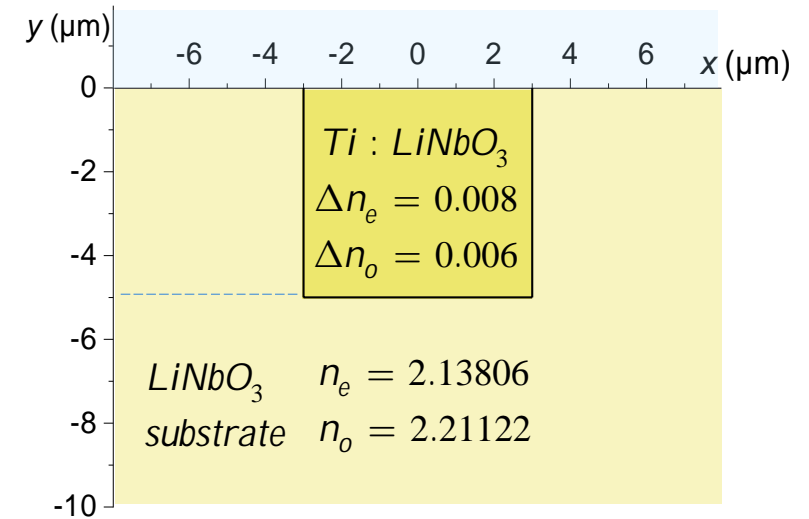 y (μm)
-6 -4 -2 0 2 4 6 x (μm)
0
Ti : LiNbO₃
-2
Δnₑ = 0.008
-4
Δnₒ = 0.006
-6
LiNbO₃ nₑ = 2.13806
-8
substrate nₒ = 2.21122
-10